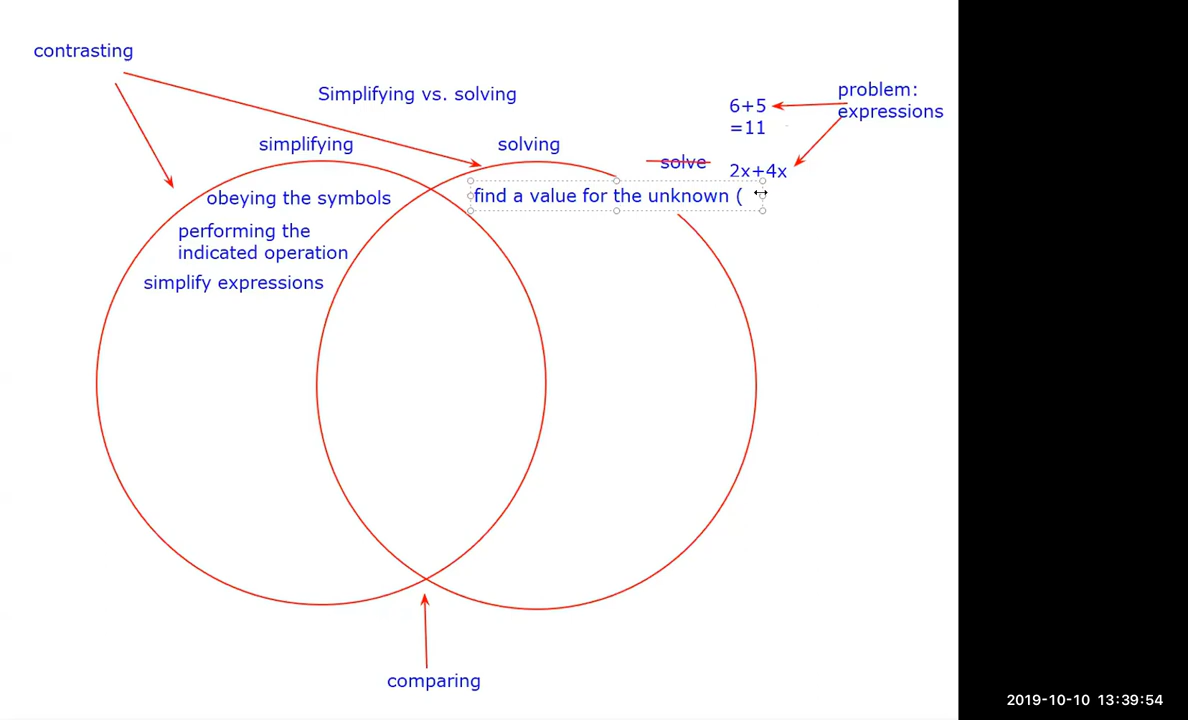 contrasting
Simplifying vs. solving
problem:
expressions
6+5
=11
simplifying
solving
solve
2x+4x
obeying the symbols
find a value for the unknown (
performing the
indicated operation
simplify expressions
comparing
2019-10-10 13:39:54